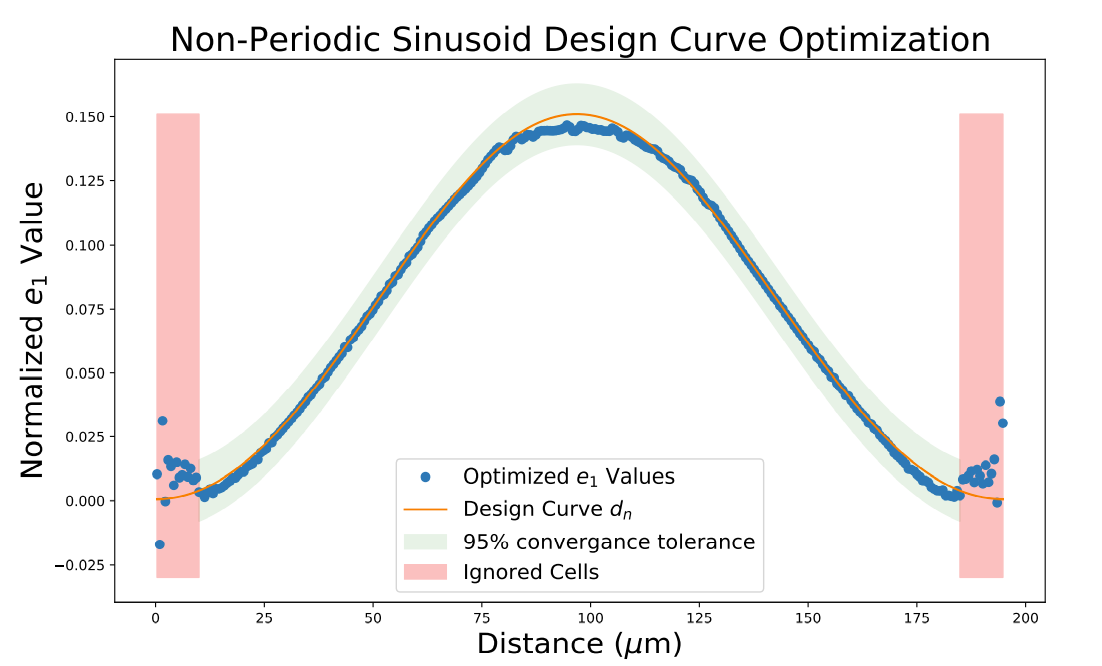 Non-Periodic Sinusoid Design Curve Optimization
Normalized e₁ Value
0.150
0.125
0.100
0.075
0.050
0.025
0.000
−0.025
Optimized e₁ Values
Design Curve dₙ
95% convergance tolerance
Ignored Cells
0 25 50 75 100 125 150 175 200
Distance (μm)